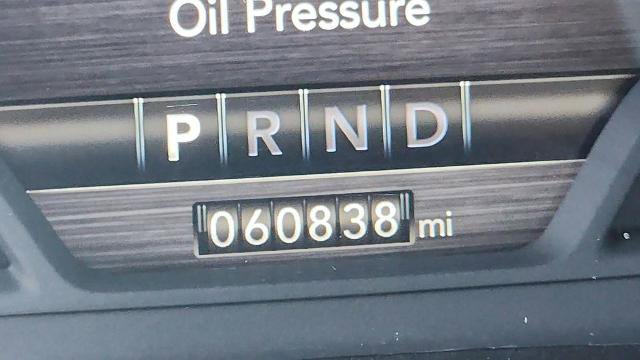 Oil Pressure
P R N D
060838 mi